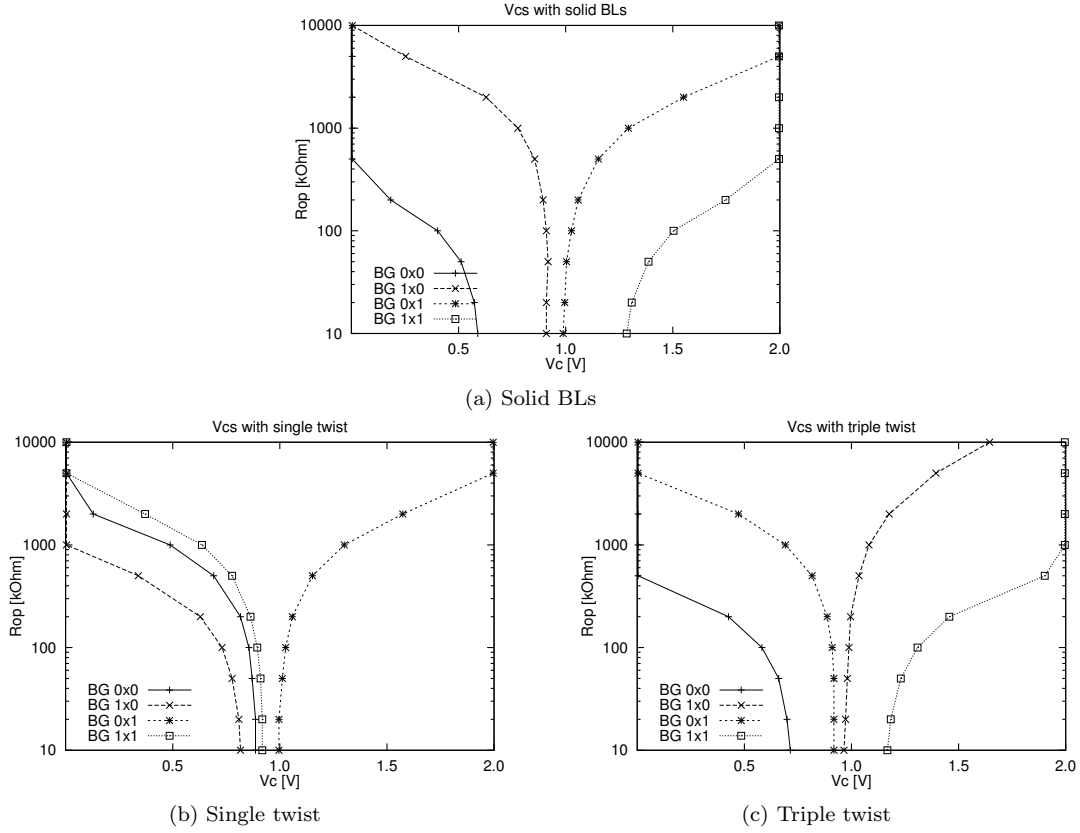 Vcs with solid BLs
10000
1000
100
10
Rop [kOhm]
BG 0x0
BG 1x0
BG 0x1
BG 1x1
0.5
1.0
1.5
2.0
Vc [V]
(a) Solid BLs
Vcs with single twist
10000
1000
100
10
Rop [kOhm]
BG 0x0
BG 1x0
BG 0x1
BG 1x1
0.5
1.0
1.5
2.0
Vc [V]
(b) Single twist
Vcs with triple twist
10000
1000
100
10
Rop [kOhm]
BG 0x0
BG 1x0
BG 0x1
BG 1x1
0.5
1.0
1.5
2.0
Vc [V]
(c) Triple twist